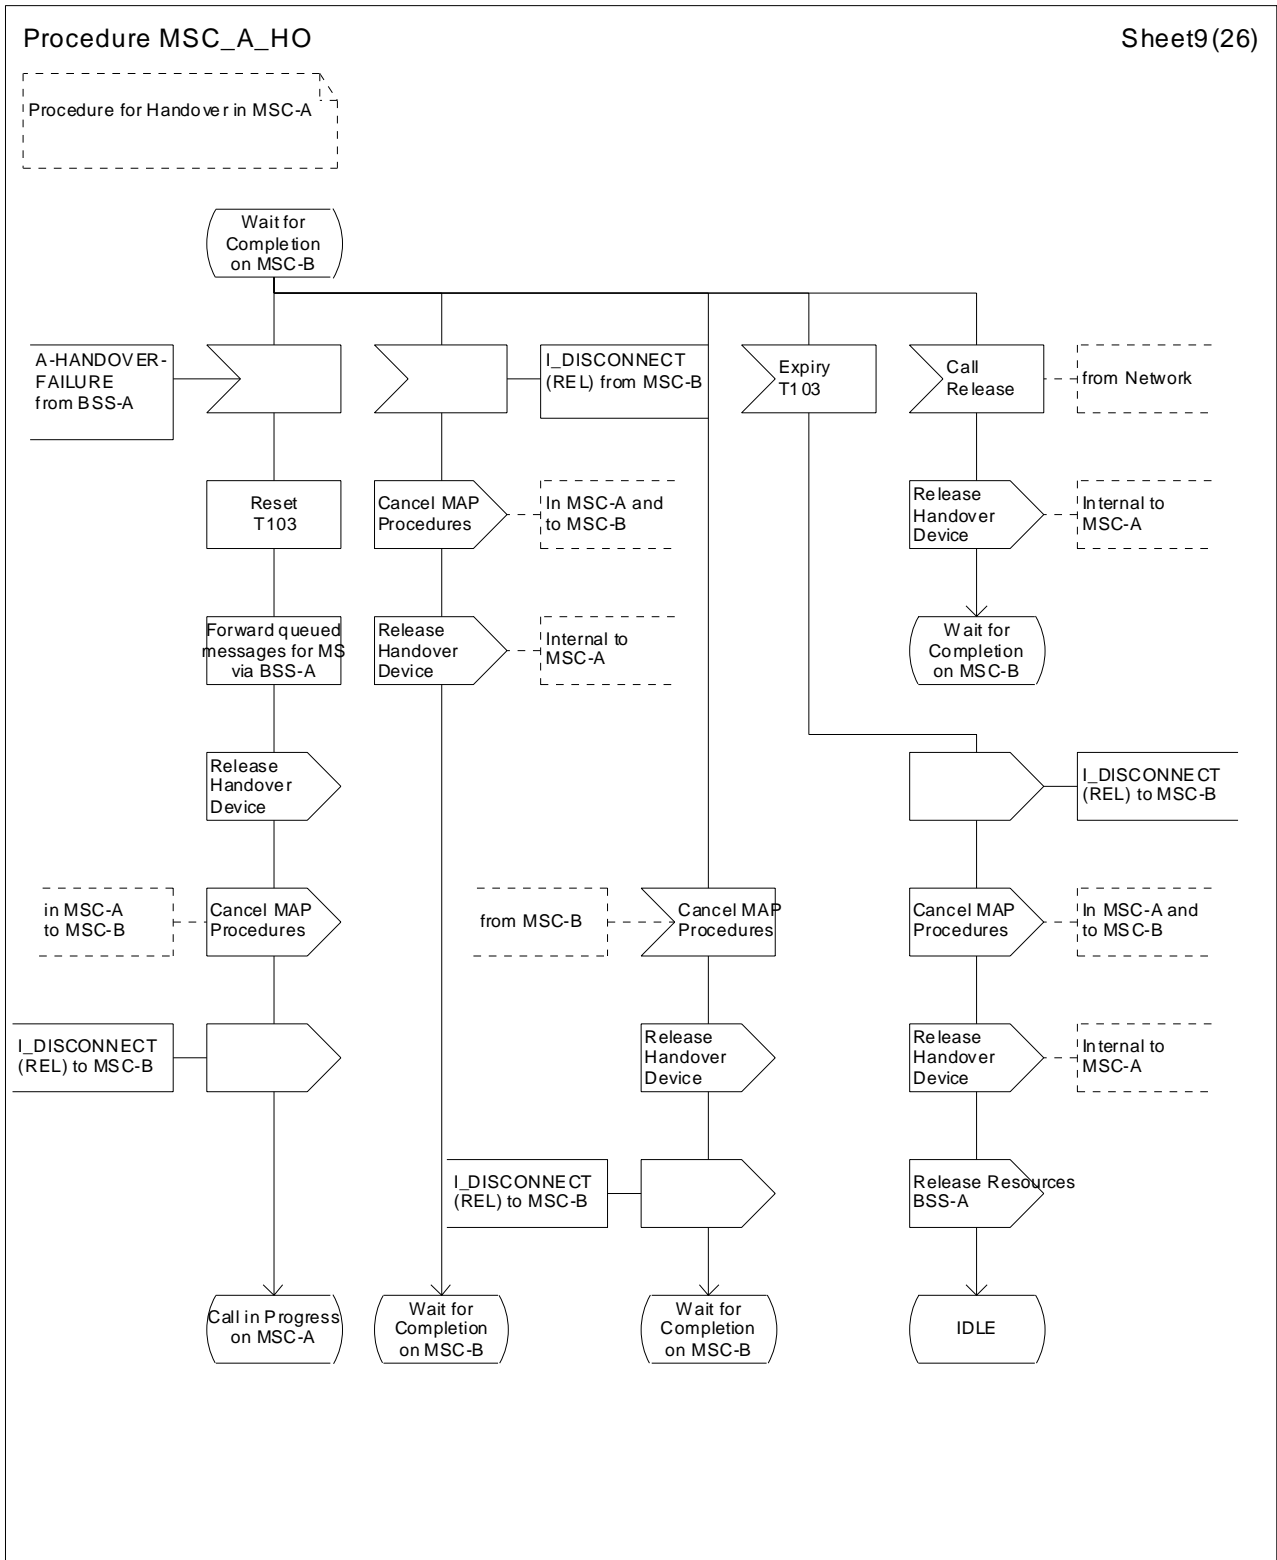 Procedure MSC_A_HO
Sheet9(26)
Procedure for Handover in MSC-A
Wait for
Completion
on MSC-B
A-HANDOVER-
FAILURE
from BSS-A
I_DISCONNECT
(REL) from MSC-B
Expiry
T103
Call
Release
from Network
Reset
T103
Cancel MAP
Procedures
In MSC-A and
to MSC-B
Release
Handover
Device
Internal to
MSC-A
Forward queued
messages for MS
via BSS-A
Release
Handover
Device
Internal to
MSC-A
Wait for
Completion
on MSC-B
Release
Handover
Device
I_DISCONNECT
(REL) to MSC-B
in MSC-A
to MSC-B
Cancel MAP
Procedures
from MSC-B
Cancel MAP
Procedures
Cancel MAP
Procedures
In MSC-A and
to MSC-B
I_DISCONNECT
(REL) to MSC-B
Release
Handover
Device
Release
Handover
Device
Internal to
MSC-A
I_DISCONNECT
(REL) to MSC-B
Release Resources
BSS-A
Call in Progress
on MSC-A
Wait for
Completion
on MSC-B
Wait for
Completion
on MSC-B
IDLE